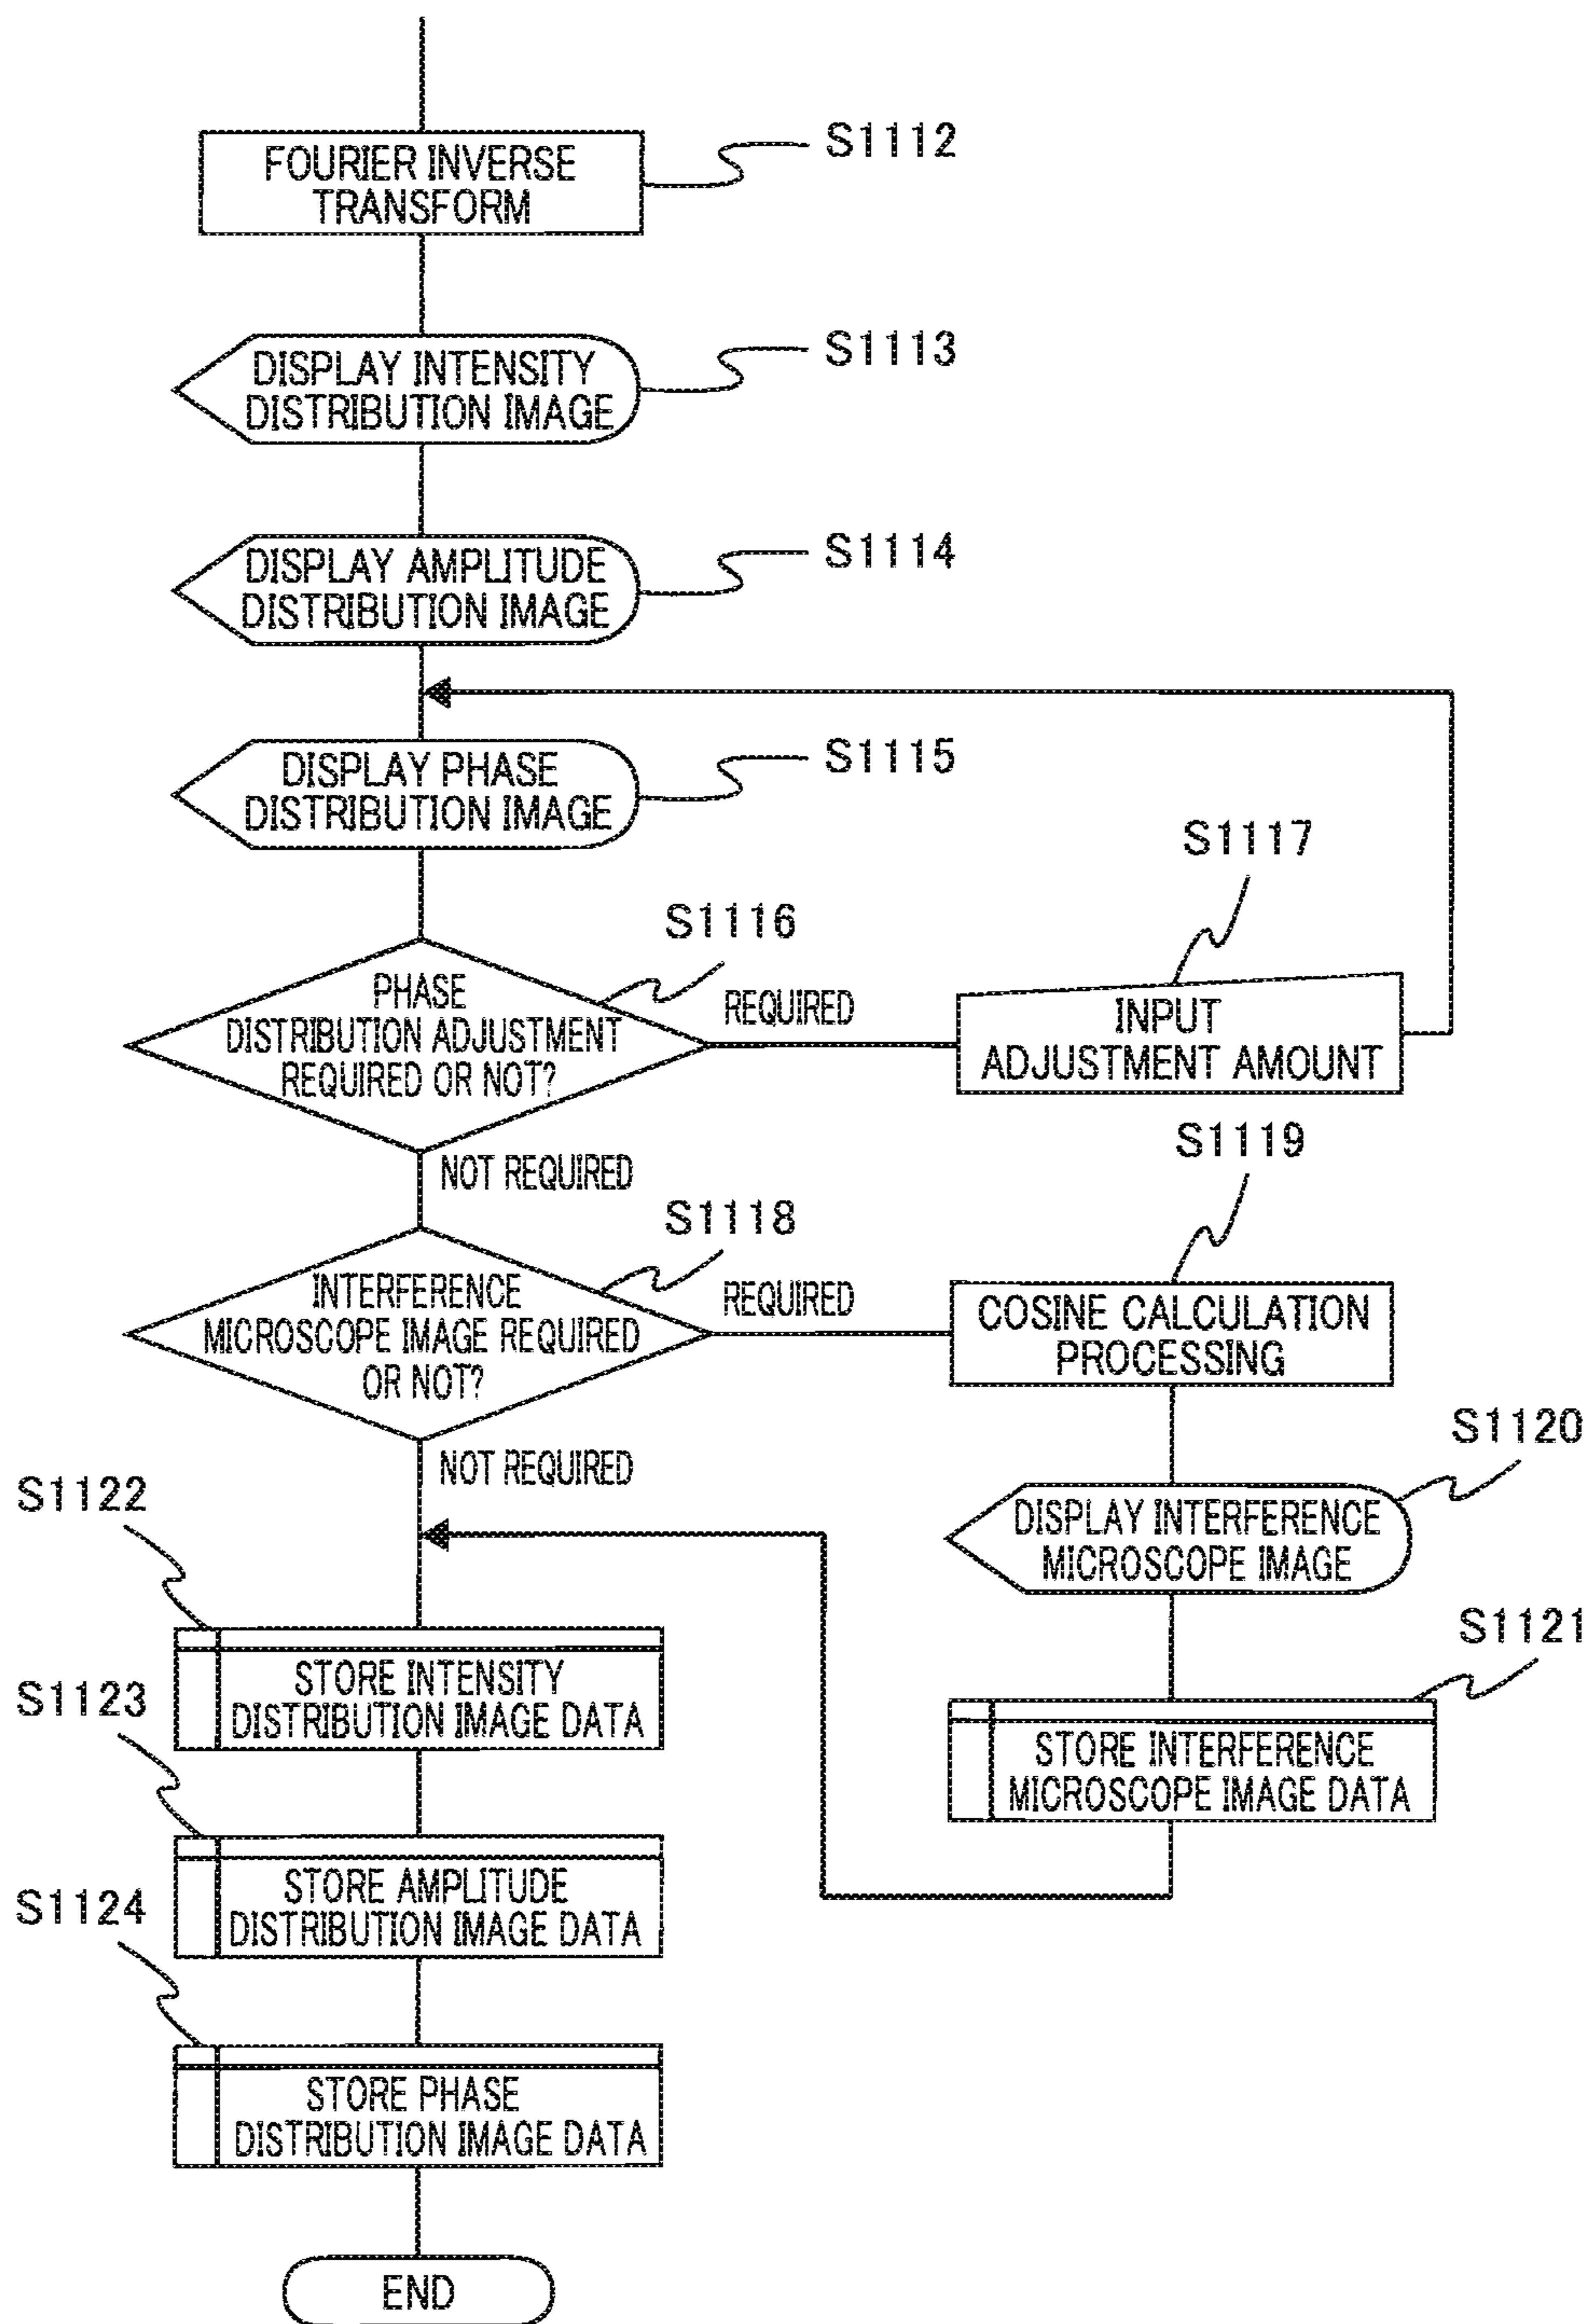 FOURIER INVERSE
TRANSFORM
S1112
DISPLAY INTENSITY
DISTRIBUTION IMAGE
S1113
DISPLAY AMPLITUDE
DISTRIBUTION IMAGE
S1114
DISPLAY PHASE
DISTRIBUTION IMAGE
S1115
S1116
PHASE
DISTRIBUTION ADJUSTMENT
REQUIRED OR NOT?
REQUIRED
S1117
INPUT
ADJUSTMENT AMOUNT
NOT REQUIRED
S1118
INTERFERENCE
MICROSCOPE IMAGE REQUIRED
OR NOT?
REQUIRED
S1119
COSINE CALCULATION
PROCESSING
NOT REQUIRED
S1120
DISPLAY INTERFERENCE
MICROSCOPE IMAGE
S1121
STORE INTERFERENCE
MICROSCOPE IMAGE DATA
S1122
STORE INTENSITY
DISTRIBUTION IMAGE DATA
S1123
STORE AMPLITUDE
DISTRIBUTION IMAGE DATA
S1124
STORE PHASE
DISTRIBUTION IMAGE DATA
END